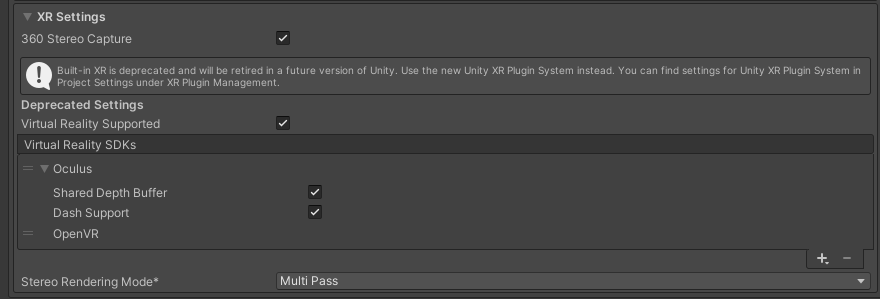 XR Settings
360 Stereo Capture
Built-in XR is deprecated and will be retired in a future version of Unity. Use the new Unity XR Plugin System instead. You can find settings for Unity XR Plugin System in
Project Settings under XR Plugin Management.
Deprecated Settings
Virtual Reality Supported
Virtual Reality SDKs
Oculus
Shared Depth Buffer
Dash Support
OpenVR
Stereo Rendering Mode* Multi Pass